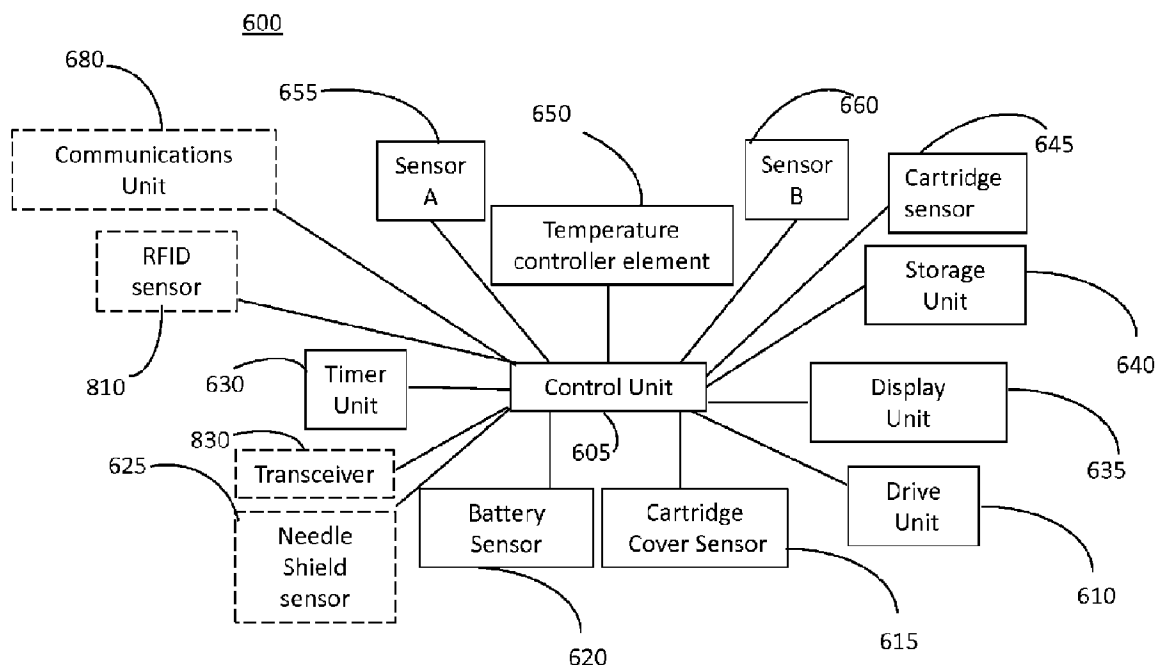 600
680
655
650
660
645
Communications
Unit
Sensor
A
Sensor
B
Cartridge
sensor
Temperature
controller element
RFID
sensor
Storage
Unit
810
630
Timer
Unit
Control Unit
Display
Unit
640
830
625
605
635
Transceiver
Needle
Shield
sensor
Battery
Sensor
Cartridge
Cover Sensor
Drive
Unit
610
615
620